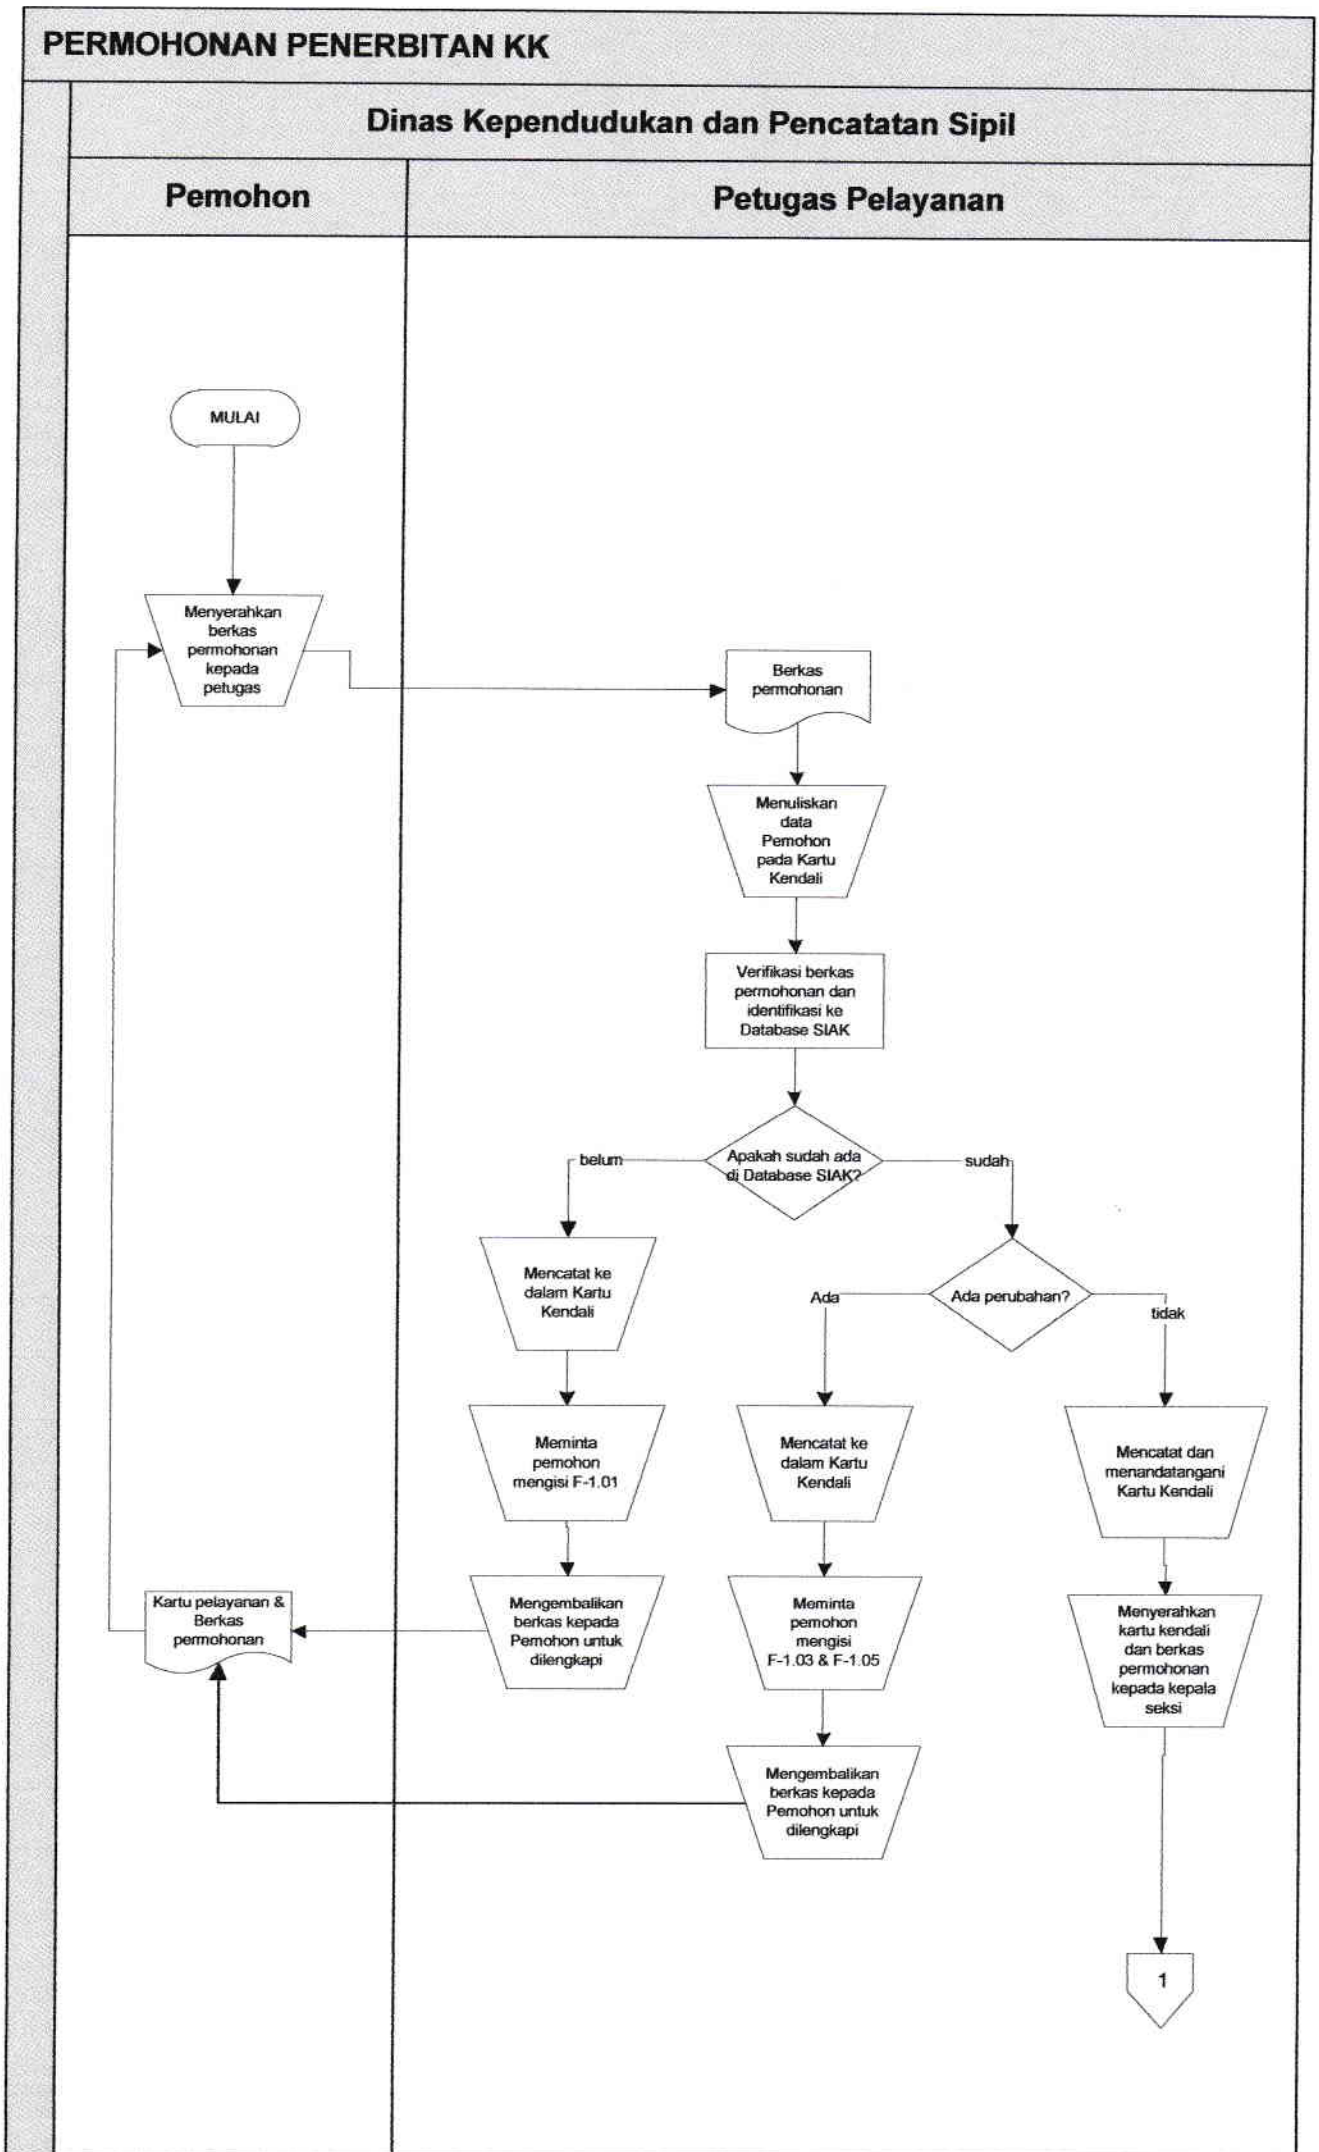 PERMOHONAN PENERBITAN KK
Dinas Kependudukan dan Pencatatan Sipil
Pemohon
Petugas Pelayanan
MULAI
Menyerahkan
berkas
permohonan
kepada
petugas
Berkas
permohonan
Menuliskan
data
Pemohon
pada Kartu
Kendali
Verifikasi berkas
permohonan dan
identifikasi ke
Database SIAK
Apakah sudah ada
di Database SIAK?
belum
sudah
Mencatat ke
dalam Kartu
Kendali
Ada perubahan?
Ada
tidak
Meminta
pemohon
mengisi F-1.01
Mencatat ke
dalam Kartu
Kendali
Mencatat dan
menandatangani
Kartu Kendali
Kartu pelayanan &
Berkas
permohonan
Mengembalikan
berkas kepada
Pemohon untuk
dilengkapi
Meminta
pemohon
mengisi
F-1.03 & F-1.05
Menyerahkan
kartu kendali
dan berkas
permohonan
kepada kepala
seksi
Mengembalikan
berkas kepada
Pemohon untuk
dilengkapi
1